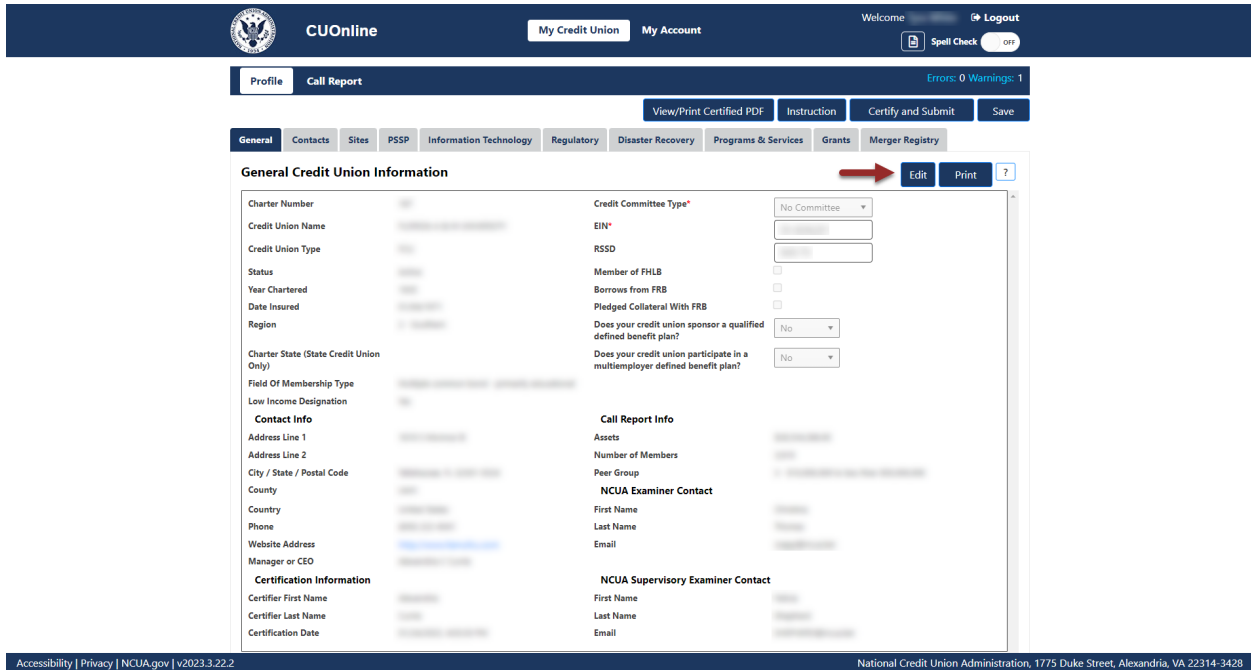 CUOnline
My Credit Union
My Account
Welcome
Logout
Spell Check OFF
Profile
Call Report
Errors: 0 Warnings: 1
View/Print Certified PDF
Instruction
Certify and Submit
Save
General
Contacts
Sites
PSSP
Information Technology
Regulatory
Disaster Recovery
Programs & Services
Grants
Merger Registry
General Credit Union Information
Edit
Print
?
Charter Number
Credit Union Name
Credit Union Type
Status
Year Chartered
Date Insured
Region
Charter State (State Credit Union
Only)
Field Of Membership Type
Low Income Designation
Contact Info
Address Line 1
Address Line 2
City / State / Postal Code
County
Country
Phone
Website Address
Manager or CEO
Certification Information
Certifier First Name
Certifier Last Name
Certification Date
Credit Committee Type*
No Committee
EIN*
RSSD
Member of FHLB
Borrows from FRB
Pledged Collateral With FRB
Does your credit union sponsor a qualified
defined benefit plan?
No
Does your credit union participate in a
multiemployer defined benefit plan?
No
Call Report Info
Assets
Number of Members
Peer Group
NCUA Examiner Contact
First Name
Last Name
Email
NCUA Supervisory Examiner Contact
First Name
Last Name
Email
Accessibility | Privacy | NCUA.gov | v2023.3.22.2
National Credit Union Administration, 1775 Duke Street, Alexandria, VA 22314-3428